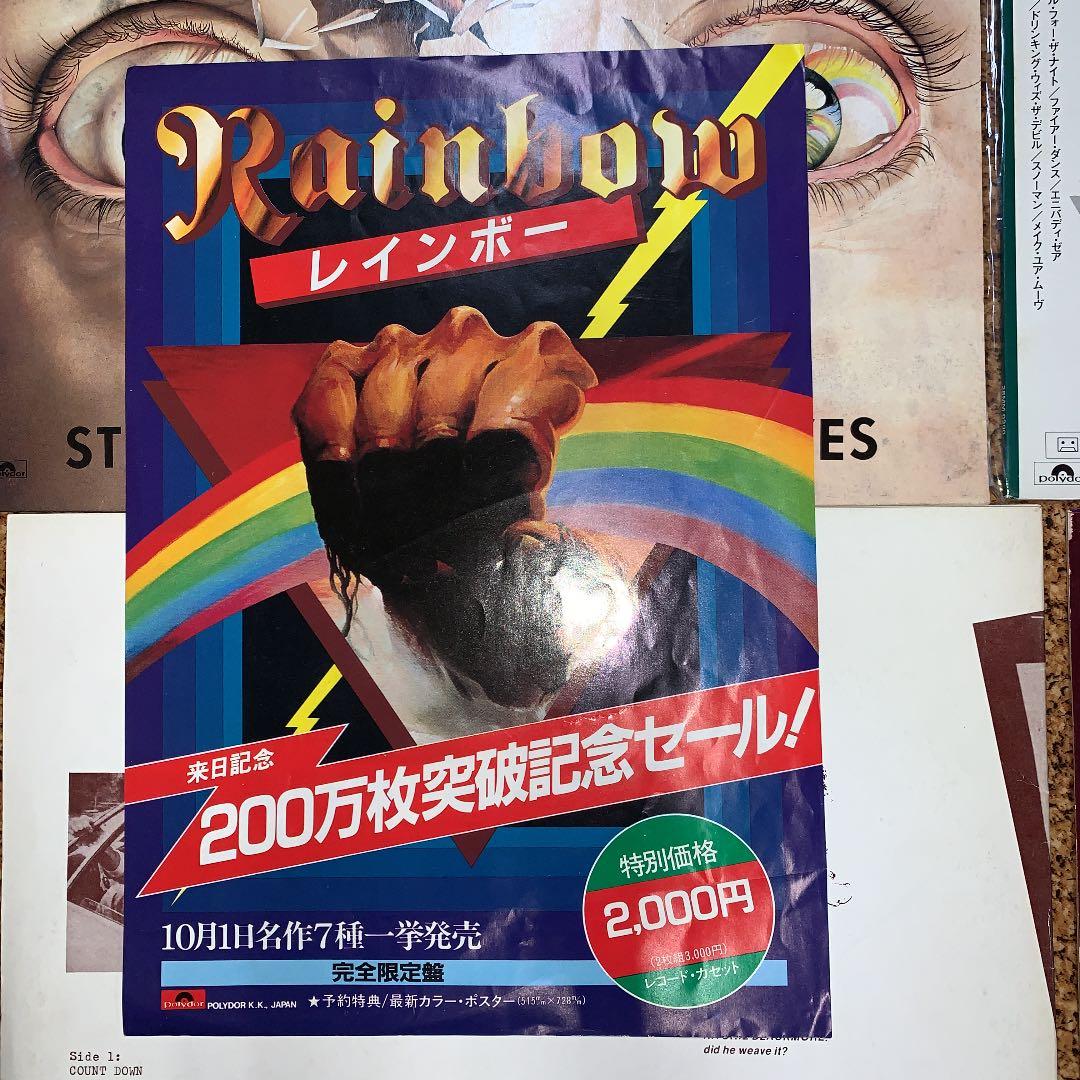 Rainbow
レインボー
来日記念
200万枚突破記念セール!
特別価格
2,000円
(2枚組3,000円)
レコード・カセット
10月1日名作7種一挙発売
完全限定盤
polydor POLYDOR K.K., JAPAN ★予約特典/最新カラー・ポスター(515㎜×728㎜)
ST
ES
polydor
ル・フォー・ザ・ナイト/ファイアー・ダンス/エニバディ・ゼア
/ドリンキング・ウィズ・ザ・デビル/スノーマン/メイク・ユア・ムーヴ
polydor
Side 1:
COUNT DOWN
did he weave it?